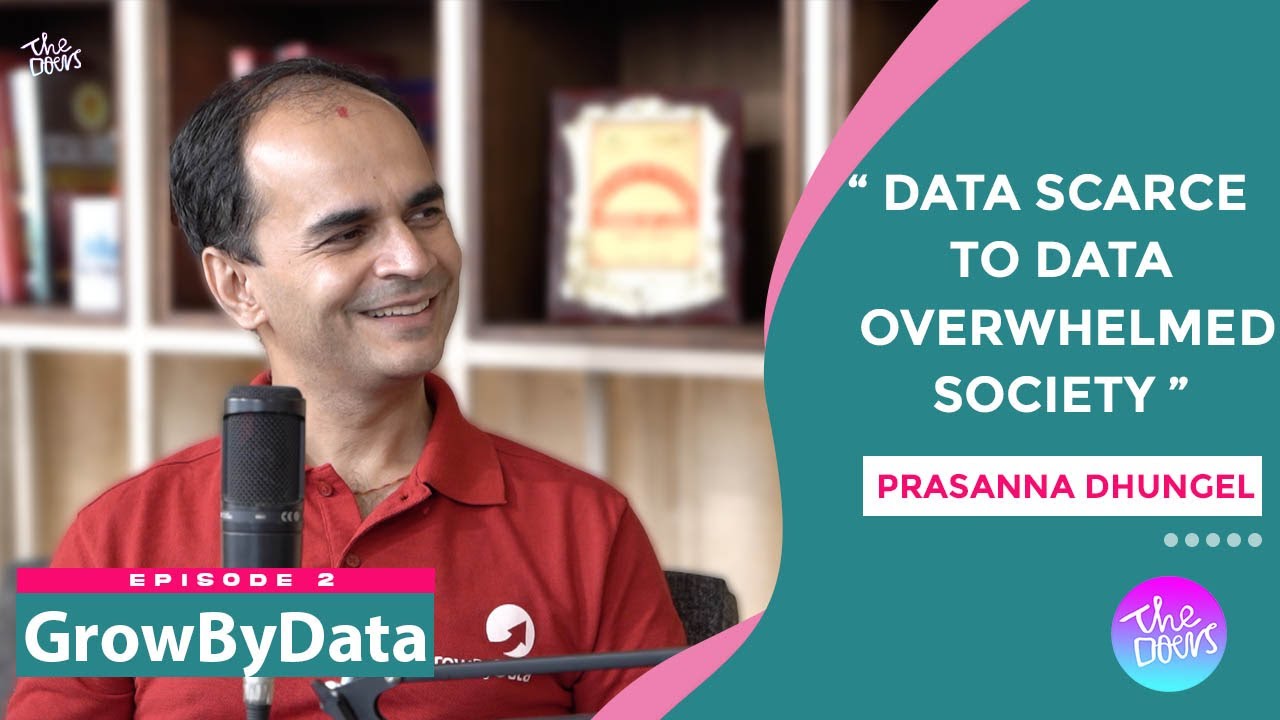 The
Doers
“ DATA SCARCE
TO DATA
OVERWHELMED
SOCIETY ”
PRASANNA DHUNGEL
EPISODE 2
GrowByData
The
Doers